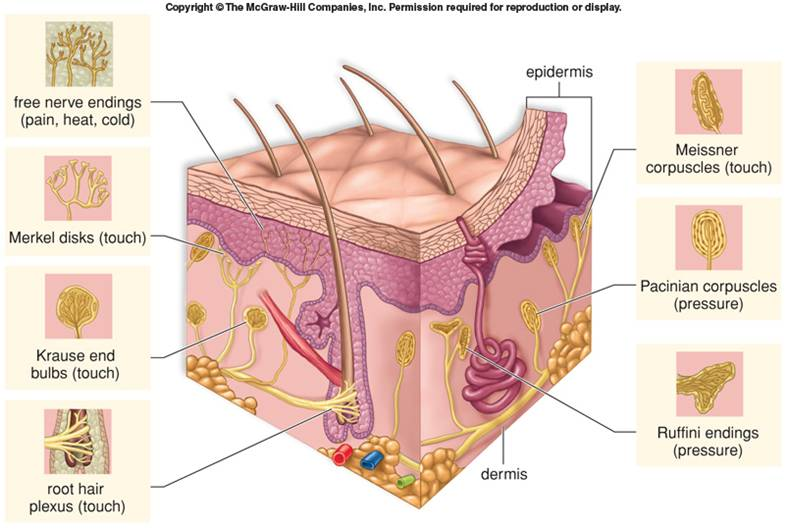 Copyright © The McGraw-Hill Companies, Inc. Permission required for reproduction or display.
free nerve endings
(pain, heat, cold)
Merkel disks (touch)
Krause end
bulbs (touch)
root hair
plexus (touch)
epidermis
dermis
Meissner
corpuscles (touch)
Pacinian corpuscles
(pressure)
Ruffini endings
(pressure)